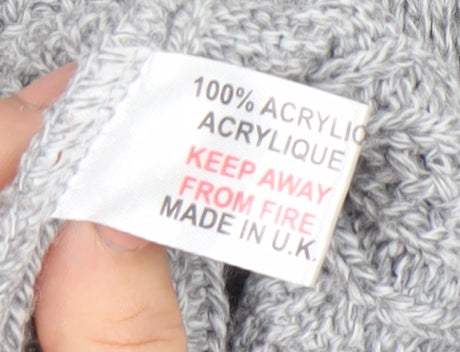 100% ACRYLIC
ACRYLIQUE
KEEP AWAY
FROM FIRE
MADE IN U.K.